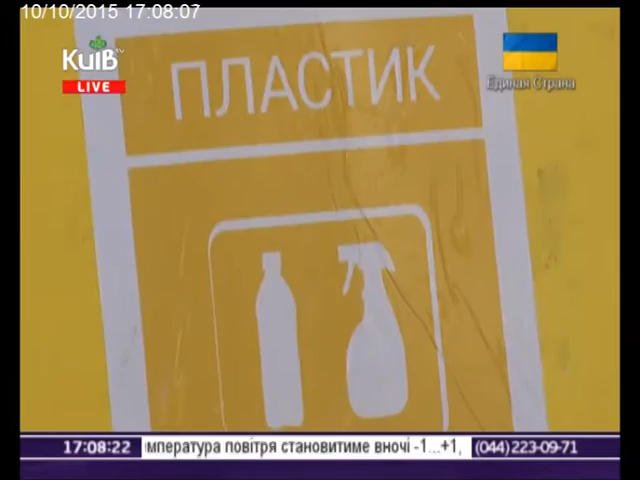 10/10/2015 17:08:07
КиїВ tv
LIVE
Единая Страна
ПЛАСТИК
17:08:22 мпература повітря становитиме вночі -1...+1, (044) 223-09-71